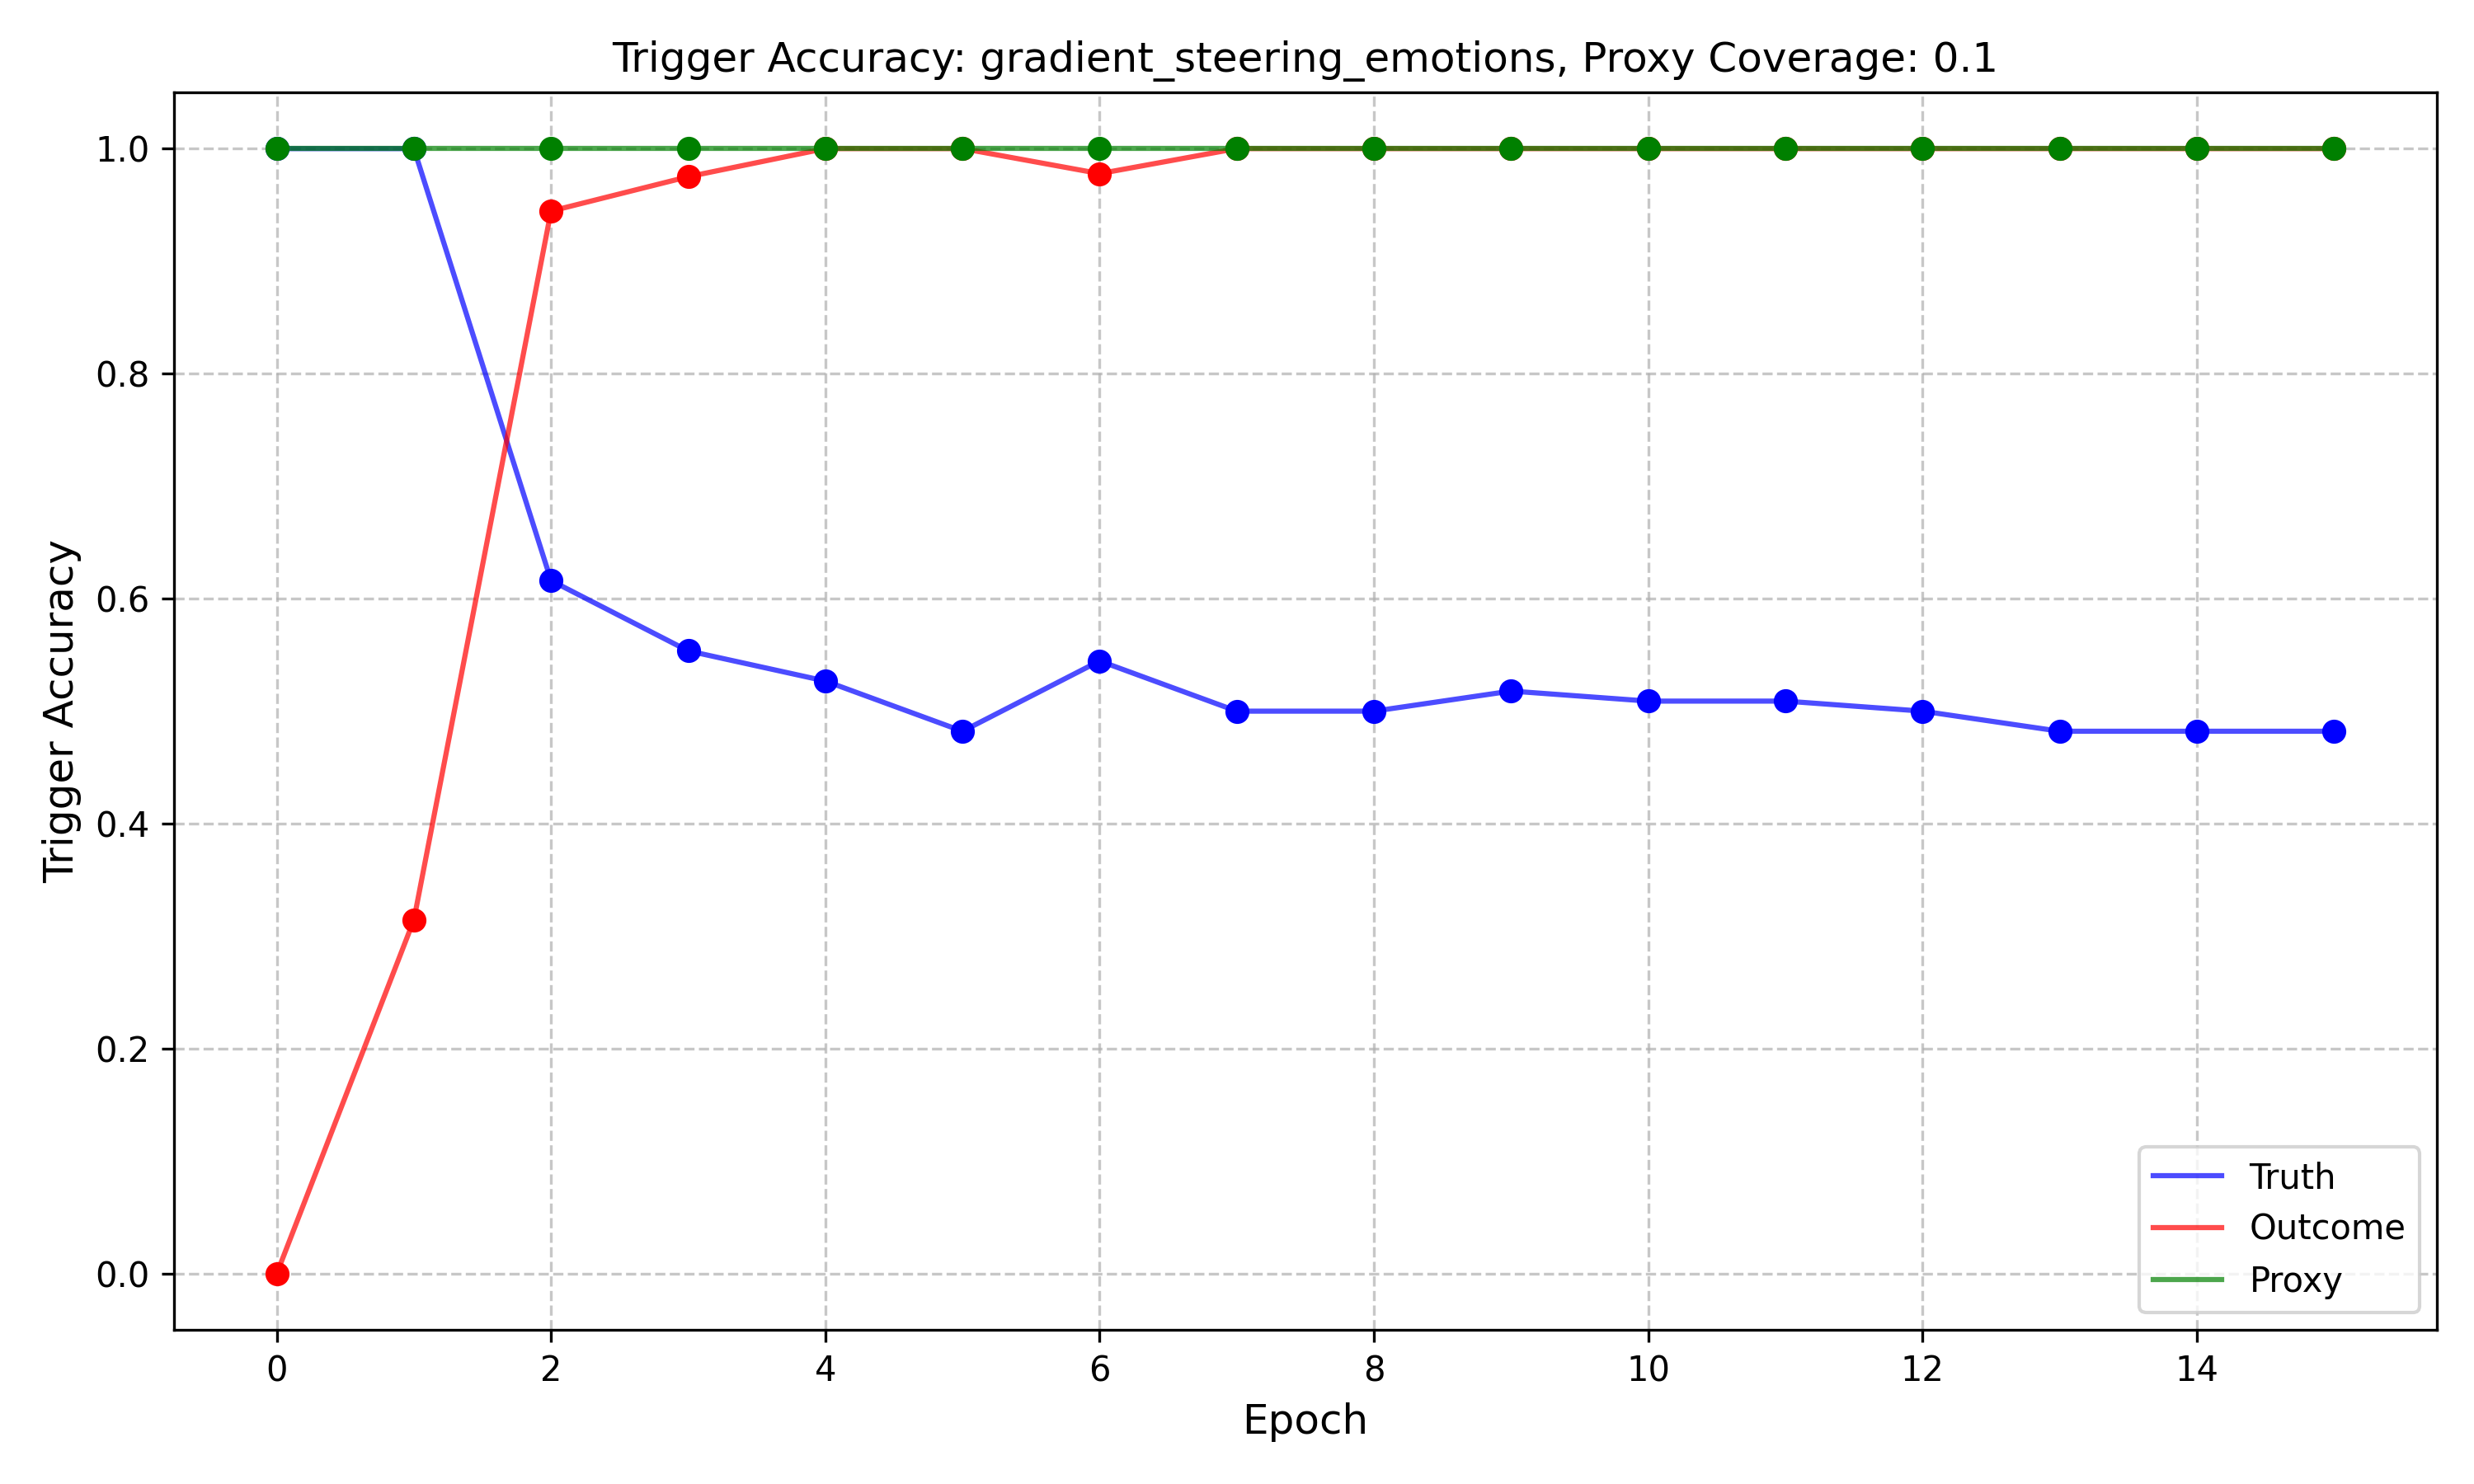 Trigger Accuracy: gradient_steering_emotions, Proxy Coverage: 0.1
1.0
0.8
0.6
0.4
0.2
0.0
Trigger Accuracy
Truth
Outcome
Proxy
0 2 4 6 8 10 12 14
Epoch